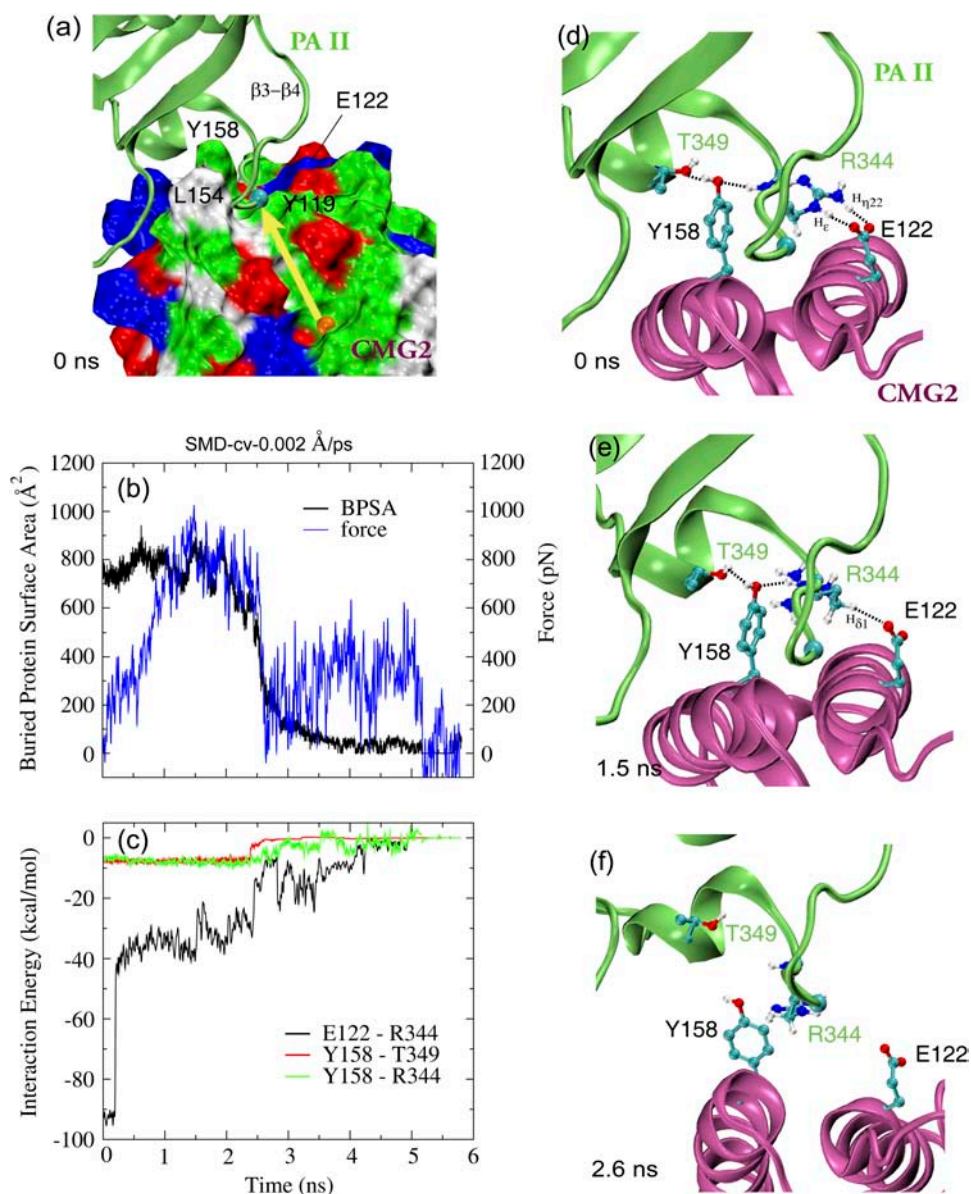 (a)
PA II
β3–β4
E122
Y158
L154
Y119
CMG2
0 ns
(d)
PA II
T349
R344
Hη22
Hε
Y158
E122
0 ns
CMG2
SMD-cv-0.002 Å/ps
(b)
BPSA
force
1200
1000
800
600
400
200
0
Buried Protein Surface Area (Å²)
1200
1000
800
600
400
200
0
Force (pN)
(e)
T349
R344
Hδ1
E122
Y158
1.5 ns
(c)
0
-20
-40
-60
-80
-100
Interaction Energy (kcal/mol)
E122 - R344
Y158 - T349
Y158 - R344
0 1 2 3 4 5 6
Time (ns)
(f)
T349
Y158
R344
E122
2.6 ns